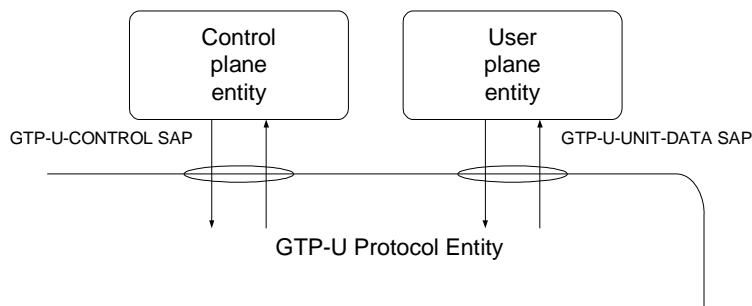 Control
plane
entity
User
plane
entity
GTP-U-CONTROL SAP
GTP-U-UNIT-DATA SAP
GTP-U Protocol Entity